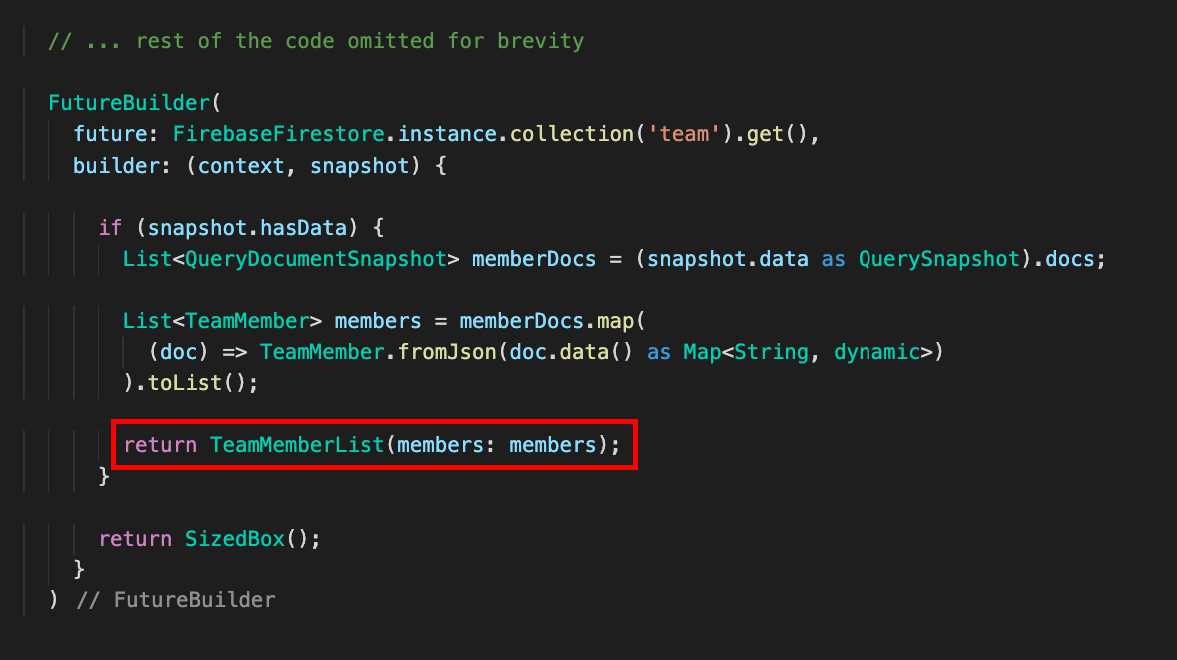 // ... rest of the code omitted for brevity
FutureBuilder(
future: FirebaseFirestore.instance.collection('team').get(),
builder: (context, snapshot) {
if (snapshot.hasData) {
List<QueryDocumentSnapshot> memberDocs = (snapshot.data as QuerySnapshot).docs;
List<TeamMember> members = memberDocs.map(
(doc) => TeamMember.fromJson(doc.data() as Map<String, dynamic>)
).toList();
return TeamMemberList(members: members);
}
return SizedBox();
}
) // FutureBuilder